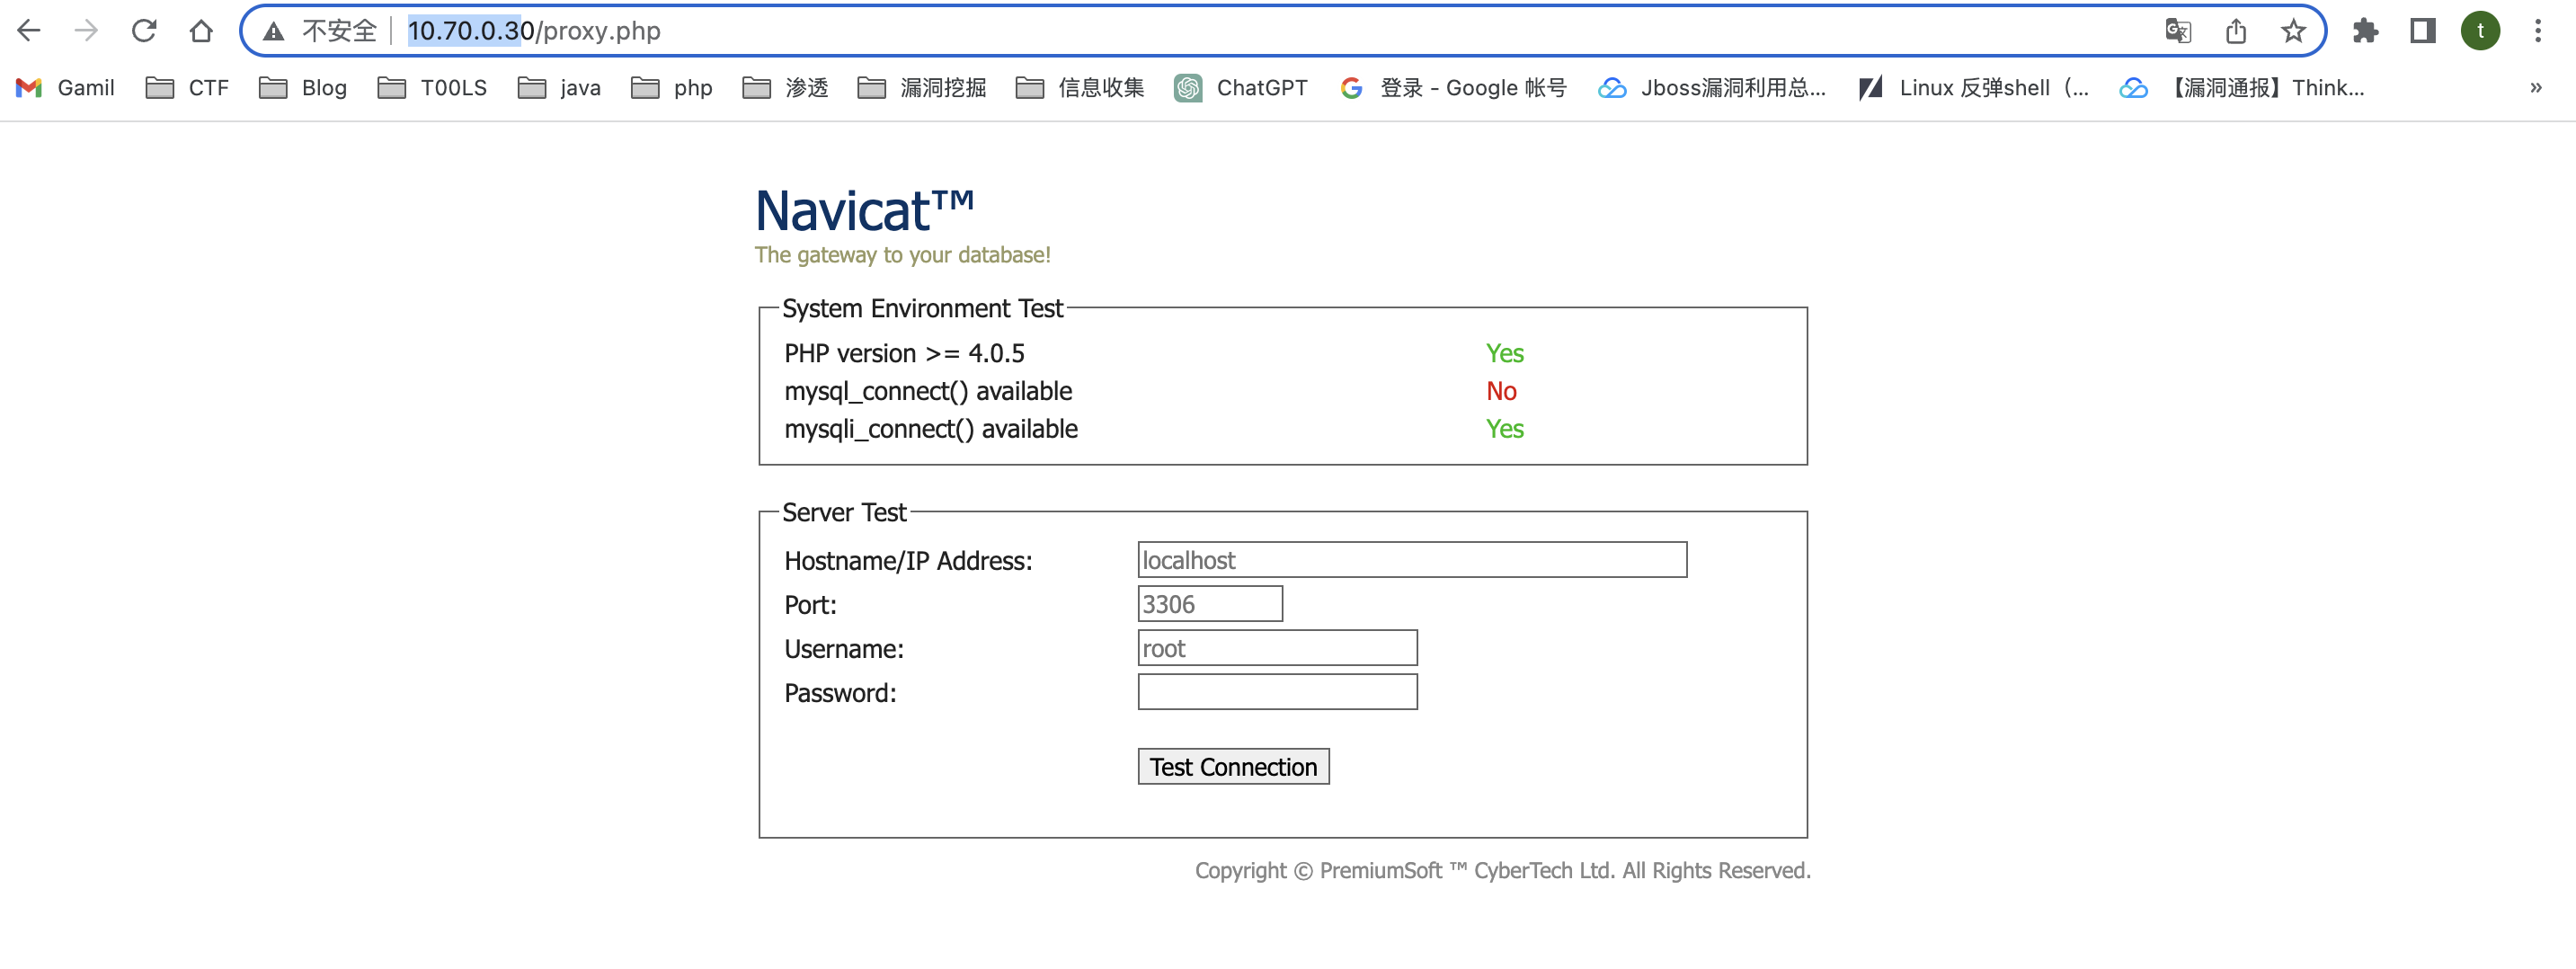 不安全 10.70.0.30/proxy.php
t
Gamil CTF Blog T00LS java php 渗透 漏洞挖掘 信息收集 ChatGPT 登录 - Google 帐号 Jboss漏洞利用总... Linux 反弹shell（... 【漏洞通报】Think... »
Navicat™
The gateway to your database!
System Environment Test
PHP version >= 4.0.5 Yes
mysql_connect() available No
mysqli_connect() available Yes
Server Test
Hostname/IP Address: localhost
Port: 3306
Username: root
Password:
Test Connection
Copyright © PremiumSoft ™ CyberTech Ltd. All Rights Reserved.